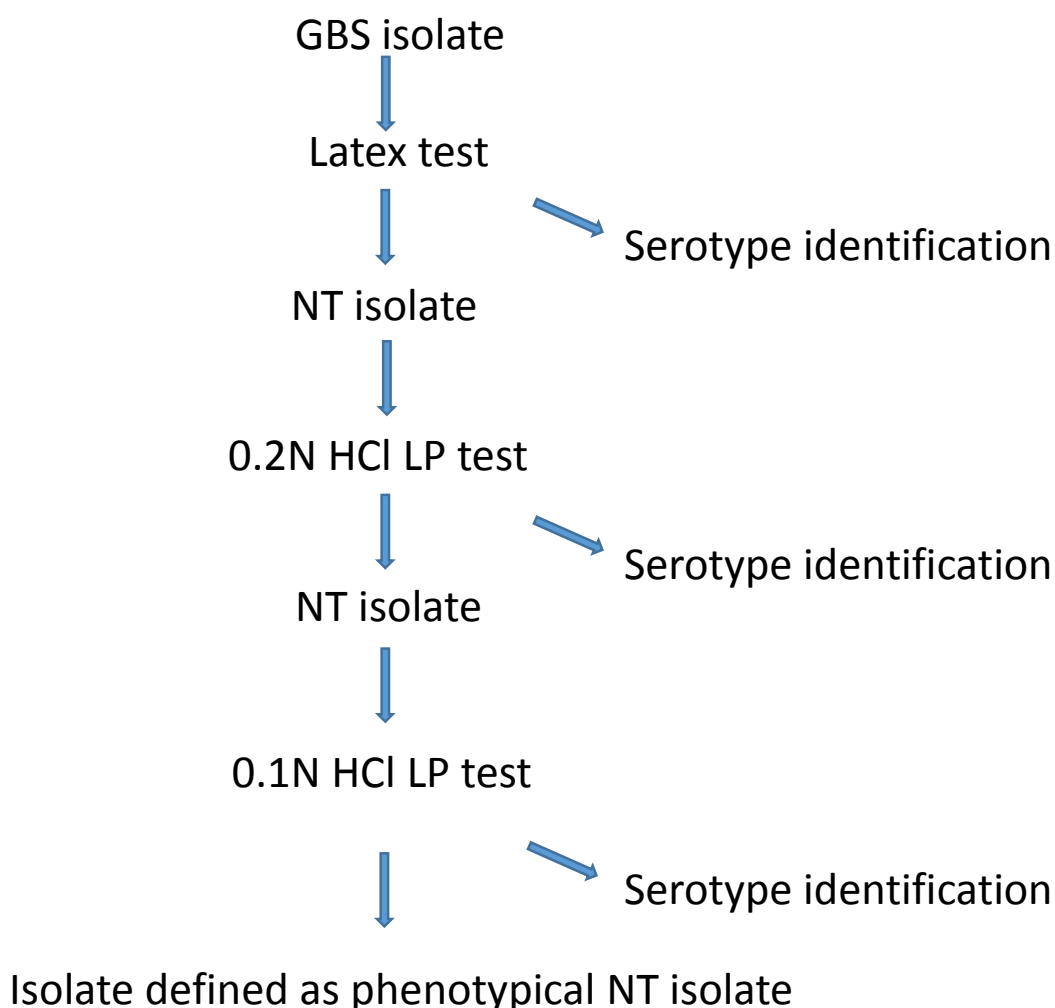 GBS isolate
Latex test
Serotype identification
NT isolate
0.2N HCl LP test
Serotype identification
NT isolate
0.1N HCl LP test
Serotype identification
Isolate defined as phenotypical NT isolate